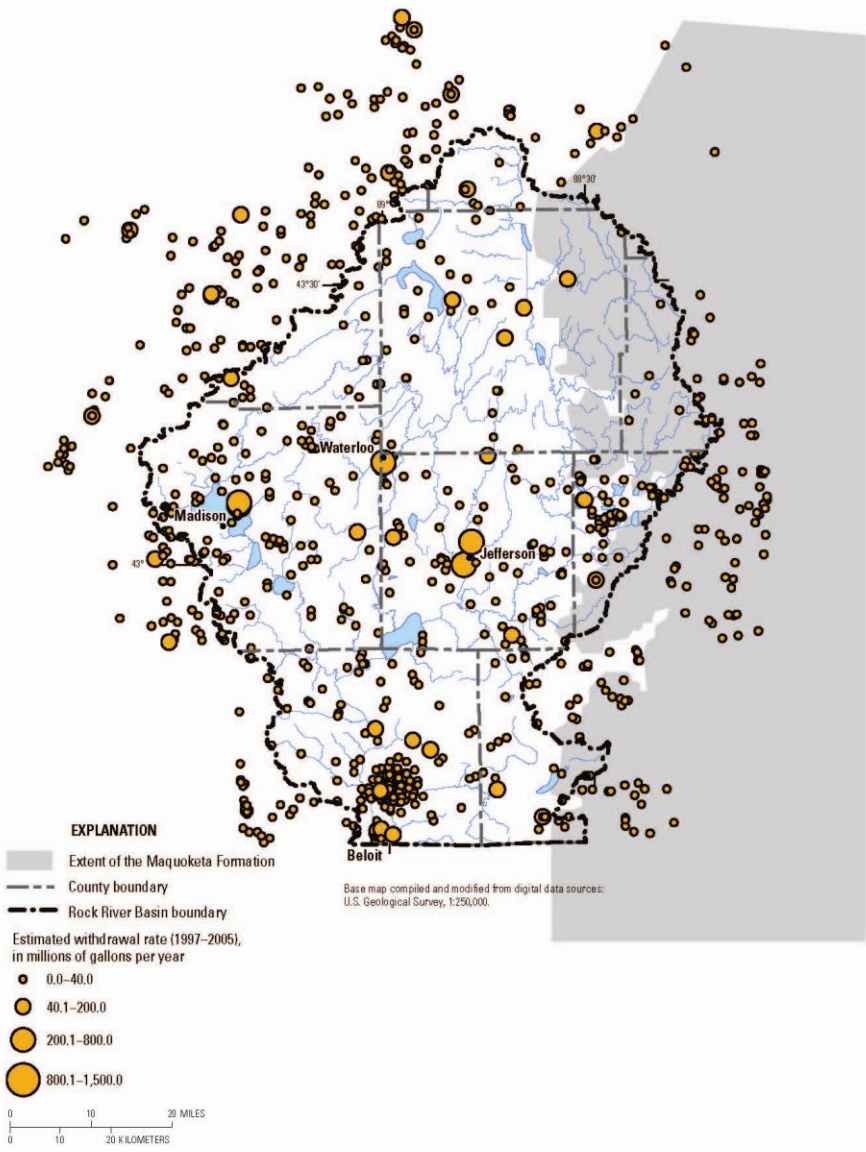 88°30'
89°
43°30'
Waterloo
Madison
Jefferson
43°
Beloit
EXPLANATION
Extent of the Maquoketa Formation
County boundary
Rock River Basin boundary
Estimated withdrawal rate (1997–2005),
in millions of gallons per year
0.0–40.0
40.1–200.0
200.1–800.0
800.1–1,500.0
0 10 20 MILES
0 10 20 KILOMETERS
Base map compiled and modified from digital data sources:
U.S. Geological Survey, 1:250,000.